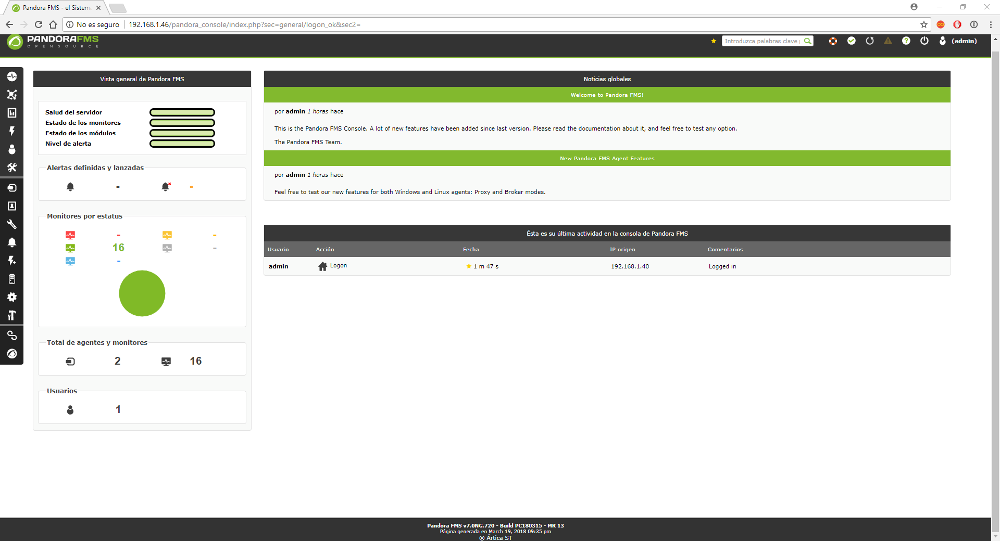 Pandora FMS - el Sistema
No es seguro
192.168.1.46/pandora_console/index.php?sec=general/logon_ok&sec2=
PANDORAFMS
OPENSOURCE
Introduzca palabras clave
(admin)
Vista general de Pandora FMS
Salud del servidor
Estado de los monitores
Estado de los módulos
Nivel de alerta
Alertas definidas y lanzadas
- -
Monitores por estatus
- -
16 -
-
Total de agentes y monitores
2 16
Usuarios
1
Noticias globales
Welcome to Pandora FMS!
por admin 1 horas hace
This is the Pandora FMS Console. A lot of new features have been added since last version. Please read the documentation about it, and feel free to test any option.
The Pandora FMS Team.
New Pandora FMS Agent Features
por admin 1 horas hace
Feel free to test our new features for both Windows and Linux agents: Proxy and Broker modes.
Ésta es su última actividad en la consola de Pandora FMS
Usuario Acción Fecha IP origen Comentarios
admin Logon 1 m 47 s 192.168.1.40 Logged in
Pandora FMS v7.0NG.720 - Build PC180315 - MR 13
Página generada en March 19, 2018 09:35 pm
® Ártica ST